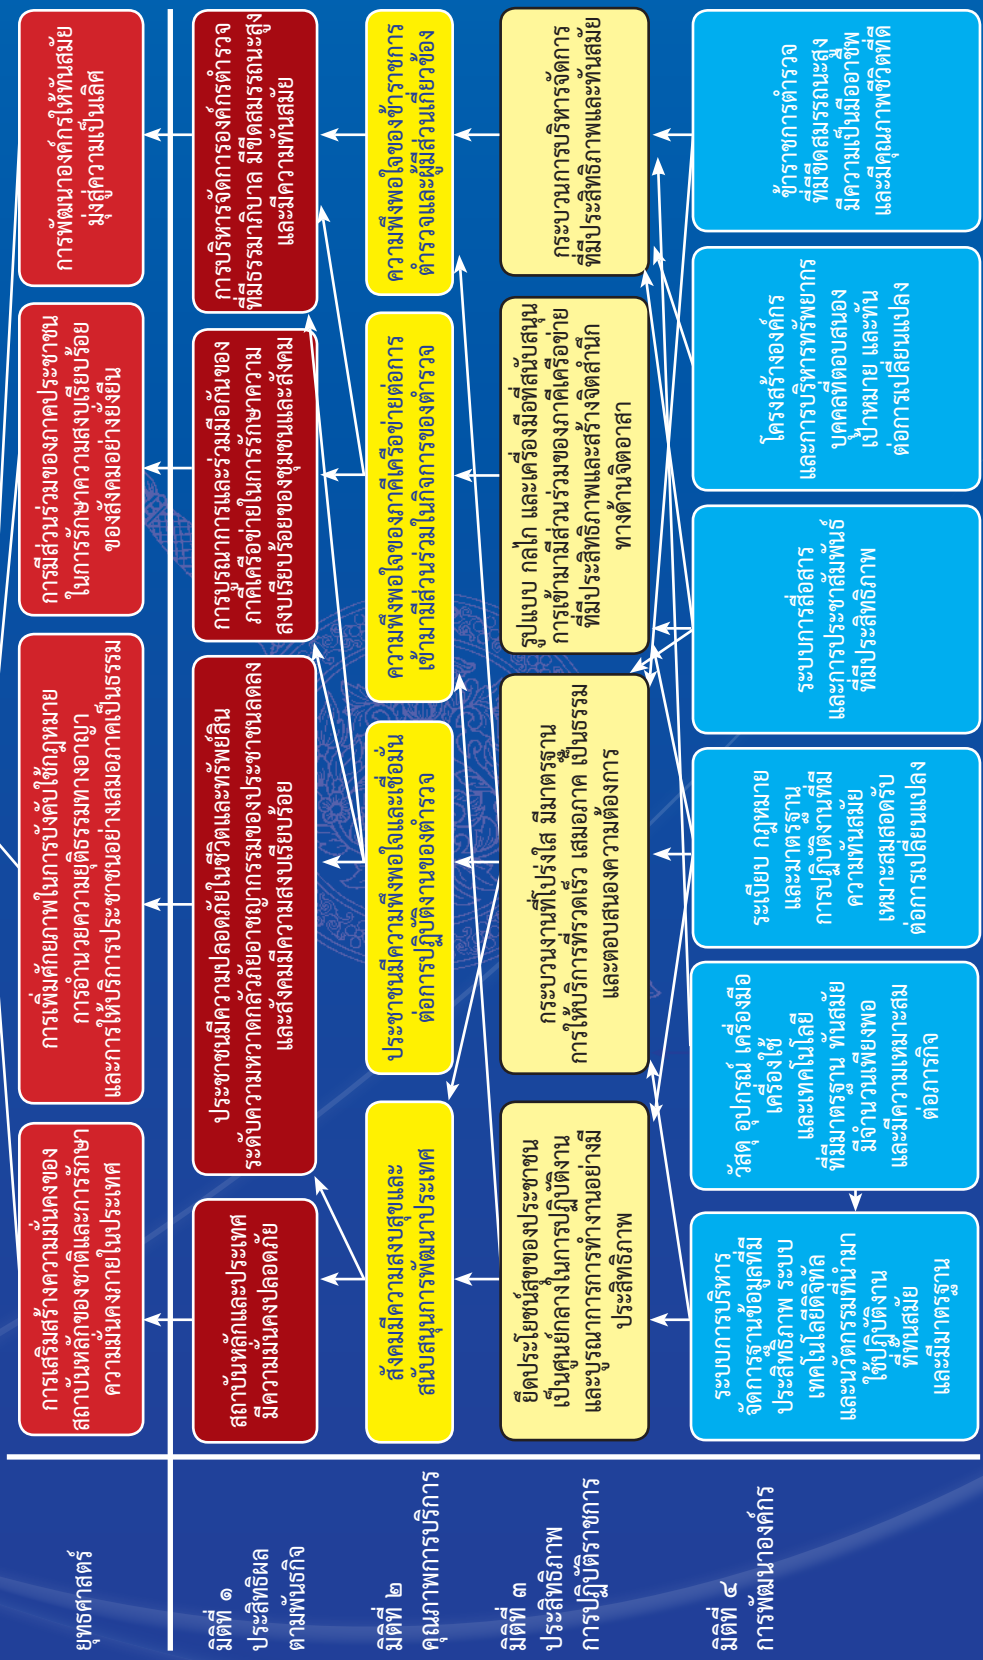 ยุทธศาสตร์
การเสริมสร้างความมั่นคงของ
สถาบันหลักของชาติและการรักษา
ความมั่นคงภายในประเทศ
การเพิ่มศักยภาพในการบังคับใช้กฎหมาย
การอำนวยความยุติธรรมทางอาญา
และการให้บริการประชาชนอย่างเสมอภาคเป็นธรรม
การมีส่วนร่วมของภาคประชาชน
ในการรักษาความสงบเรียบร้อย
ของสังคมอย่างยั่งยืน
การพัฒนาองค์กรให้ทันสมัย
มุ่งสู่ความเป็นเลิศ
มิติที่ ๑
ประสิทธิผล
ตามพันธกิจ
สถาบันหลักและประเทศ
มีความมั่นคงปลอดภัย
ประชาชนมีความปลอดภัยในชีวิตและทรัพย์สิน
ระดับความหวาดกลัวภัยอาชญากรรมของประชาชนลดลง
และสังคมมีความสงบเรียบร้อย
การบูรณาการและร่วมมือกันของ
ภาคีเครือข่ายในการรักษาความ
สงบเรียบร้อยของชุมชนและสังคม
การบริหารจัดการองค์กรตำรวจ
ที่มีธรรมาภิบาล มีขีดสมรรถนะสูง
และมีความทันสมัย
มิติที่ ๒
คุณภาพการบริการ
สังคมมีความสงบสุขและ
สนับสนุนการพัฒนาประเทศ
ประชาชนมีความพึงพอใจและเชื่อมั่น
ต่อการปฏิบัติงานของตำรวจ
ความพึงพอใจของภาคีเครือข่ายต่อการ
เข้ามามีส่วนร่วมในกิจการของตำรวจ
ความพึงพอใจของข้าราชการ
ตำรวจและผู้มีส่วนเกี่ยวข้อง
มิติที่ ๓
ประสิทธิภาพ
การปฏิบัติราชการ
ยึดประโยชน์สุขของประชาชน
เป็นศูนย์กลางในการปฏิบัติงาน
และบูรณาการการทำงานอย่างมี
ประสิทธิภาพ
กระบวนงานที่โปร่งใส มีมาตรฐาน
การให้บริการที่รวดเร็ว เสมอภาค เป็นธรรม
และตอบสนองความต้องการ
รูปแบบ กลไก และเครื่องมือที่สนับสนุน
การเข้ามามีส่วนร่วมของภาคีเครือข่าย
ที่มีประสิทธิภาพและสร้างจิตสำนึก
ทางด้านจิตอาสา
กระบวนการบริหารจัดการ
ที่มีประสิทธิภาพและทันสมัย
มิติที่ ๔
การพัฒนาองค์กร
ระบบการบริหาร
จัดการฐานข้อมูลที่มี
ประสิทธิภาพ ระบบ
เทคโนโลยีดิจิทัล
และนวัตกรรมที่นำมา
ใช้ปฏิบัติงาน
ที่ทันสมัย
และมีมาตรฐาน
วัสดุ อุปกรณ์ เครื่องมือ
เครื่องใช้
และเทคโนโลยี
ที่มีมาตรฐาน ทันสมัย
มีจำนวนเพียงพอ
และมีความเหมาะสม
ต่อภารกิจ
ระเบียบ กฎหมาย
และมาตรฐาน
การปฏิบัติงานที่มี
ความทันสมัย
เหมาะสมสอดรับ
ต่อการเปลี่ยนแปลง
ระบบการสื่อสาร
และการประชาสัมพันธ์
ที่มีประสิทธิภาพ
โครงสร้างองค์กร
และการบริหารทรัพยากร
บุคคลที่ตอบสนอง
เป้าหมาย และทัน
ต่อการเปลี่ยนแปลง
ข้าราชการตำรวจ
ที่มีขีดสมรรถนะสูง
มีความเป็นมืออาชีพ
และมีคุณภาพชีวิตที่ดี